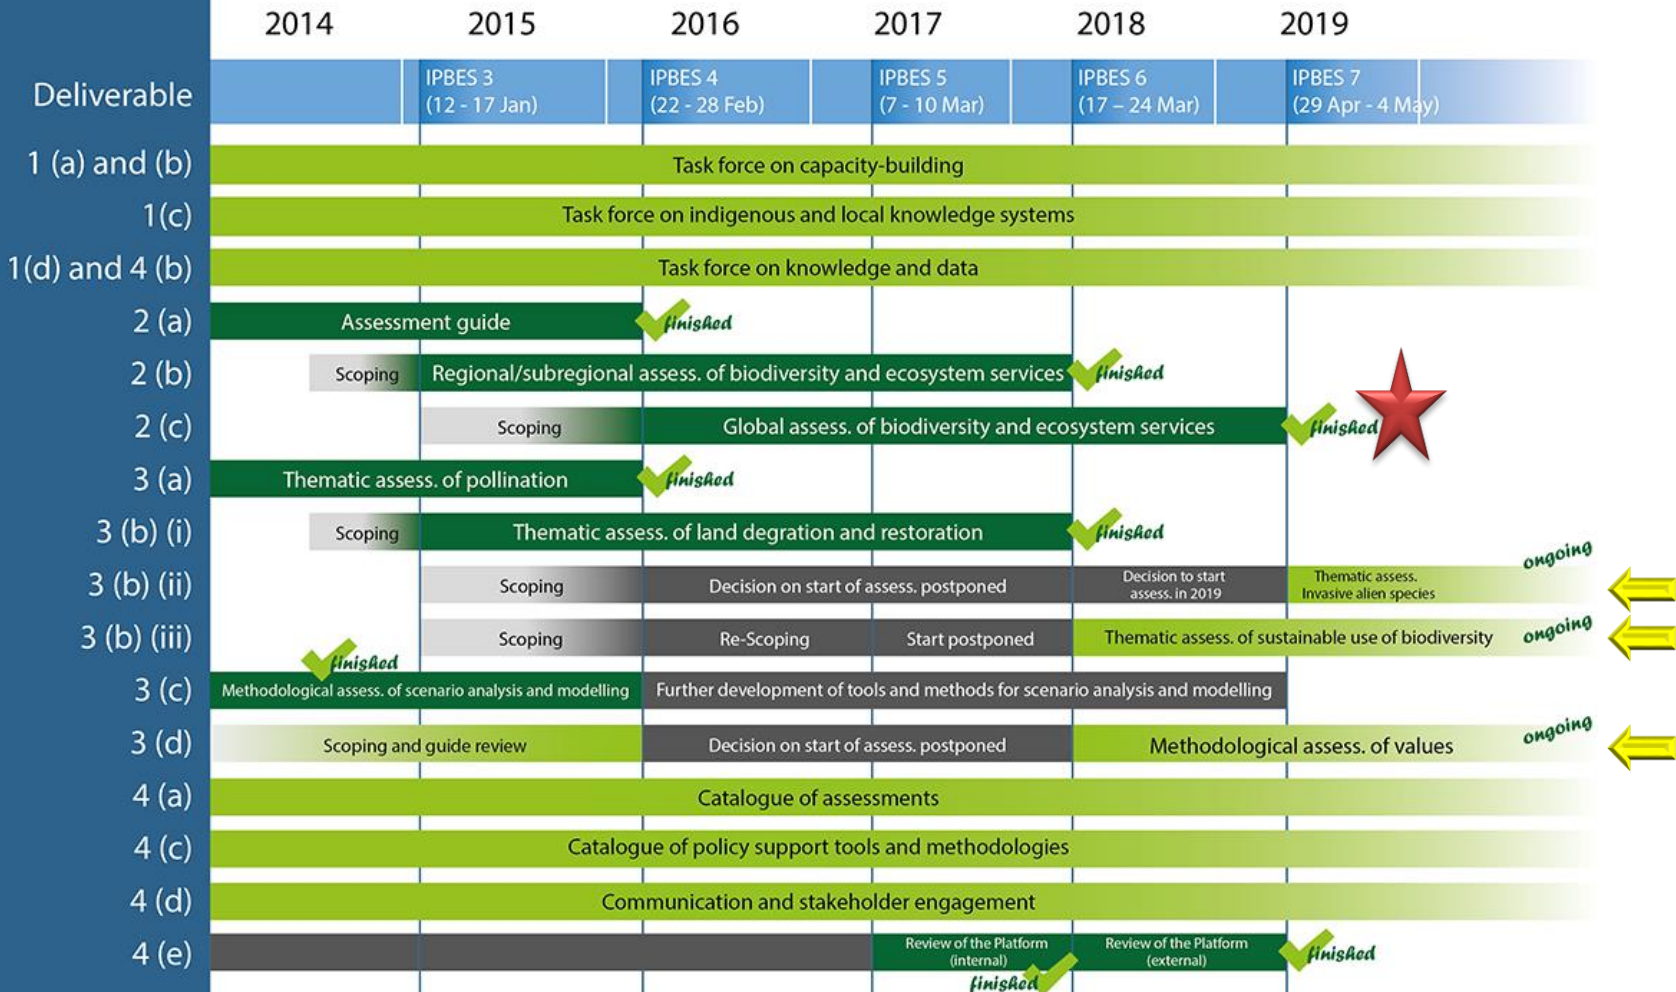 2014 2015 2016 2017 2018 2019
Deliverable
IPBES 3
(12 - 17 Jan)
IPBES 4
(22 - 28 Feb)
IPBES 5
(7 - 10 Mar)
IPBES 6
(17 – 24 Mar)
IPBES 7
(29 Apr - 4 May)
1 (a) and (b)
Task force on capacity-building
1(c)
Task force on indigenous and local knowledge systems
1(d) and 4 (b)
Task force on knowledge and data
2 (a)
Assessment guide
finished
2 (b)
Scoping
Regional/subregional assess. of biodiversity and ecosystem services
finished
2 (c)
Scoping
Global assess. of biodiversity and ecosystem services
finished
3 (a)
Thematic assess. of pollination
finished
3 (b) (i)
Scoping
Thematic assess. of land degration and restoration
finished
3 (b) (ii)
Scoping
Decision on start of assess. postponed
Decision to start
assess. in 2019
Thematic assess.
Invasive alien species
ongoing
3 (b) (iii)
Scoping
Re-Scoping
Start postponed
Thematic assess. of sustainable use of biodiversity
ongoing
finished
3 (c)
Methodological assess. of scenario analysis and modelling
Further development of tools and methods for scenario analysis and modelling
3 (d)
Scoping and guide review
Decision on start of assess. postponed
Methodological assess. of values
ongoing
4 (a)
Catalogue of assessments
4 (c)
Catalogue of policy support tools and methodologies
4 (d)
Communication and stakeholder engagement
4 (e)
Review of the Platform
(internal)
finished
Review of the Platform
(external)
finished